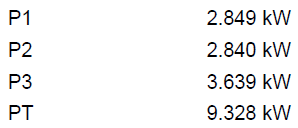 P1 2.849 kW
P2 2.840 kW
P3 3.639 kW
PT 9.328 kW